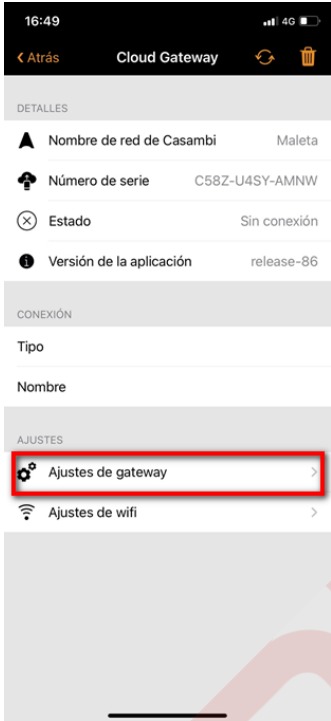 16:49
4G
Atrás
Cloud Gateway
DETALLES
Nombre de red de Casambi
Maleta
Número de serie
C58Z-U4SY-AMNW
Estado
Sin conexión
Versión de la aplicación
release-86
CONEXIÓN
Tipo
Nombre
AJUSTES
Ajustes de gateway
Ajustes de wifi